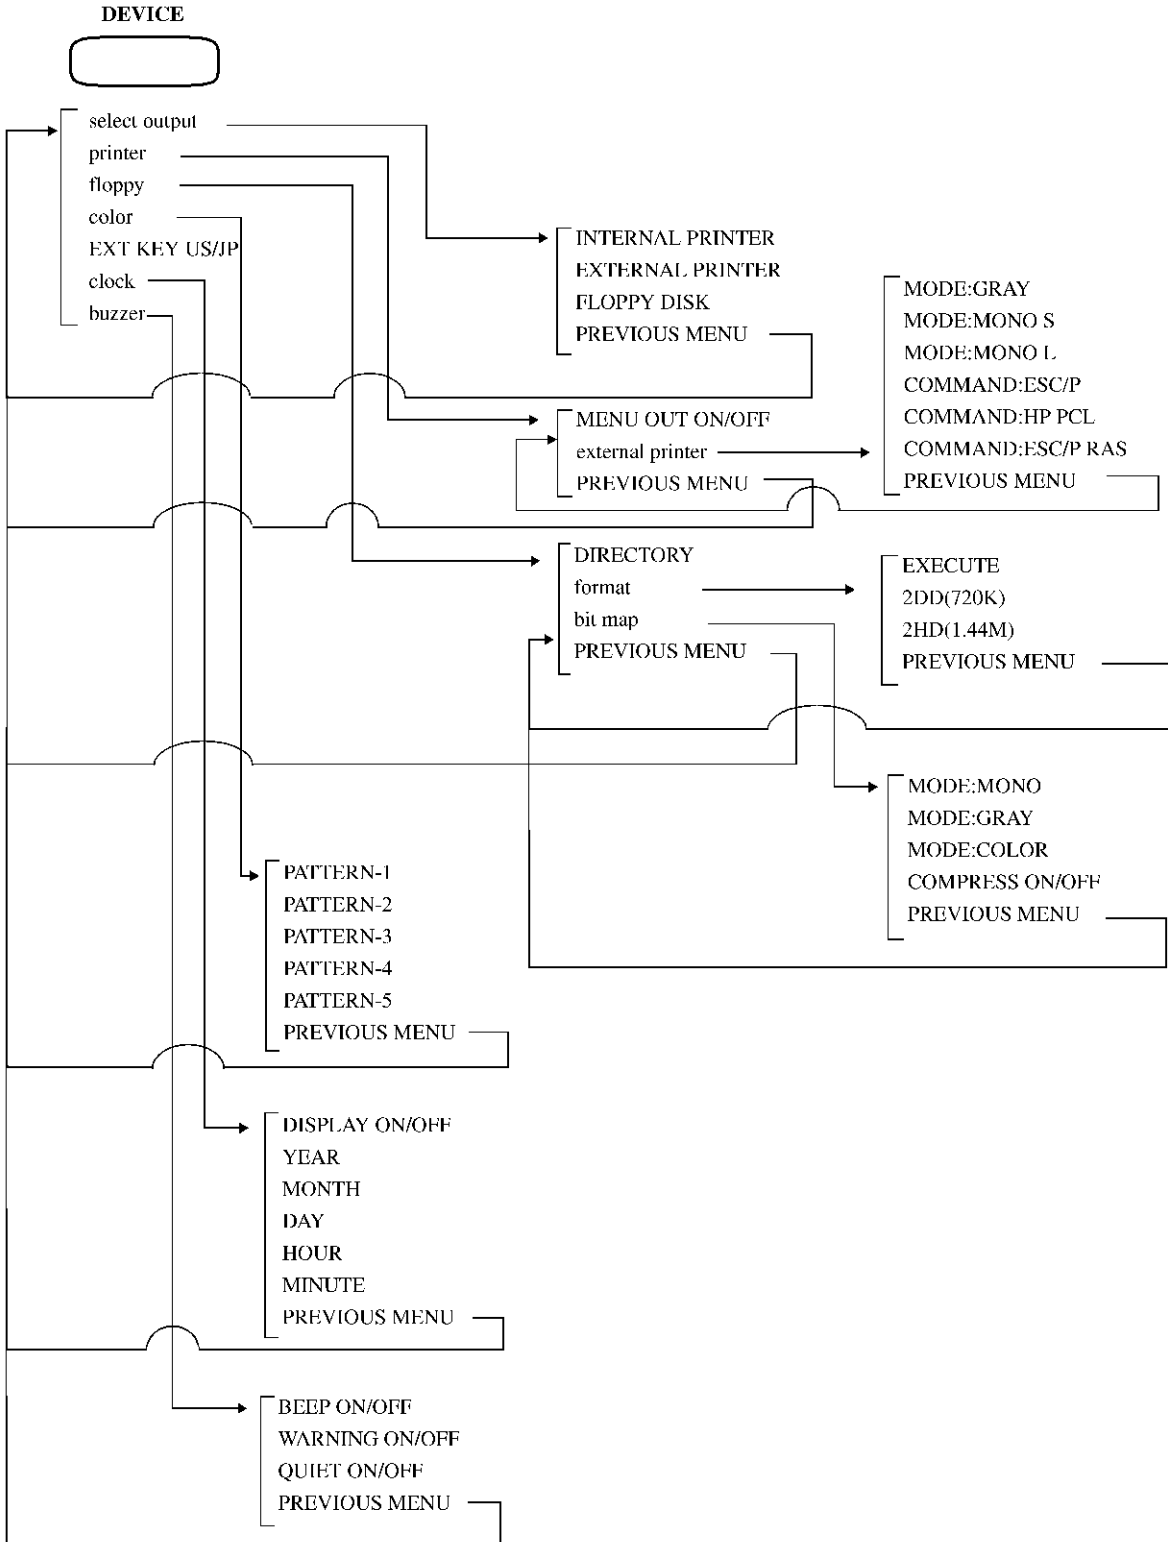 DEVICE
select output
printer
floppy
color
EXT KEY US/JP
clock
buzzer
INTERNAL PRINTER
EXTERNAL PRINTER
FLOPPY DISK
PREVIOUS MENU
MODE:GRAY
MODE:MONO S
MODE:MONO L
COMMAND:ESC/P
COMMAND:HP PCL
COMMAND:ESC/P RAS
PREVIOUS MENU
MENU OUT ON/OFF
external printer
PREVIOUS MENU
DIRECTORY
format
bit map
PREVIOUS MENU
EXECUTE
2DD(720K)
2HD(1.44M)
PREVIOUS MENU
MODE:MONO
MODE:GRAY
MODE:COLOR
COMPRESS ON/OFF
PREVIOUS MENU
PATTERN-1
PATTERN-2
PATTERN-3
PATTERN-4
PATTERN-5
PREVIOUS MENU
DISPLAY ON/OFF
YEAR
MONTH
DAY
HOUR
MINUTE
PREVIOUS MENU
BEEP ON/OFF
WARNING ON/OFF
QUIET ON/OFF
PREVIOUS MENU